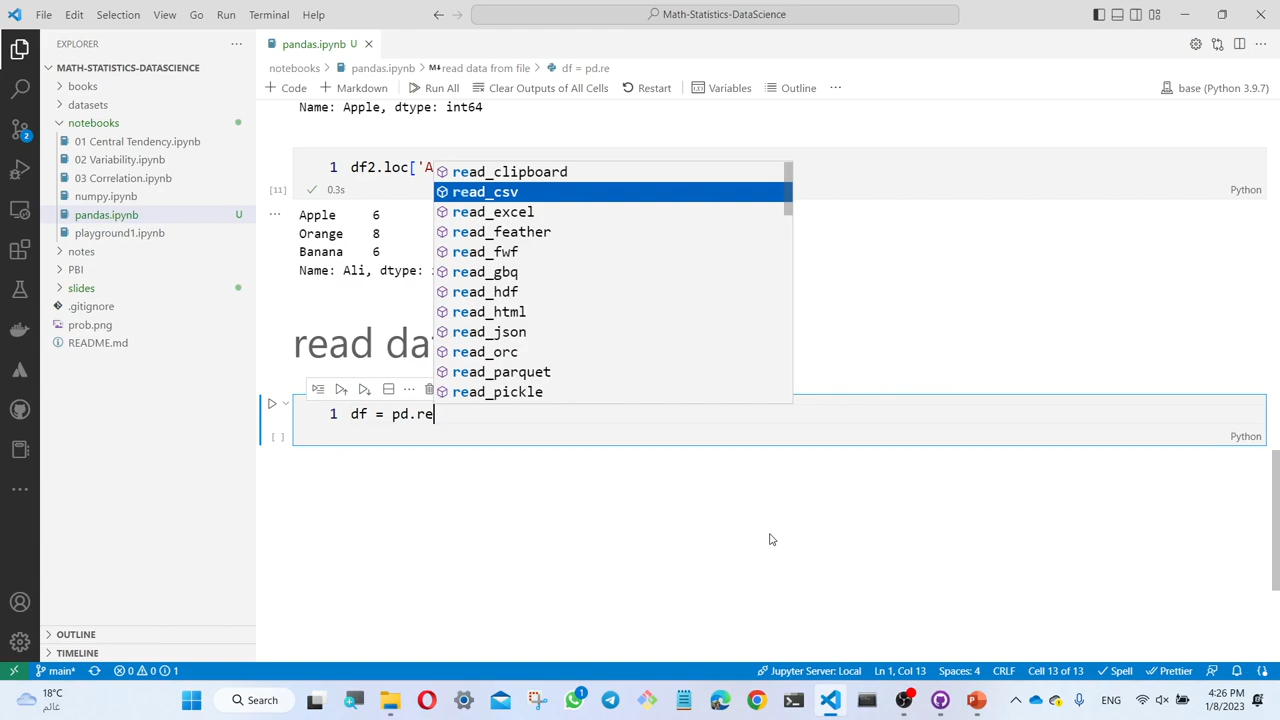 File Edit Selection View Go Run Terminal Help
Math-Statistics-DataScience
EXPLORER
MATH-STATISTICS-DATASCIENCE
books
datasets
notebooks
01 Central Tendency.ipynb
02 Variability.ipynb
03 Correlation.ipynb
numpy.ipynb
pandas.ipynb U
playground1.ipynb
notes
PBI
slides
.gitignore
prob.png
README.md
OUTLINE
TIMELINE
2
pandas.ipynb U
notebooks > pandas.ipynb > read data from file > df = pd.re
+ Code + Markdown Run All Clear Outputs of All Cells Restart Variables Outline ... base (Python 3.9.7)
Name: Apple, dtype: int64
1 df2.loc['A
[11] 0.3s Python
Apple 6
Orange 8
Banana 6
Name: Ali, dtype:
read_clipboard
read_csv
read_excel
read_feather
read_fwf
read_gbq
read_hdf
read_html
read_json
read_orc
read_parquet
read_pickle
read da
1 df = pd.re
[ ] Python
main* 0 0 1 Jupyter Server: Local Ln 1, Col 13 Spaces: 4 CRLF Cell 13 of 13 Spell Prettier
18°C
غائم
Search
1
ENG
4:26 PM
1/8/2023